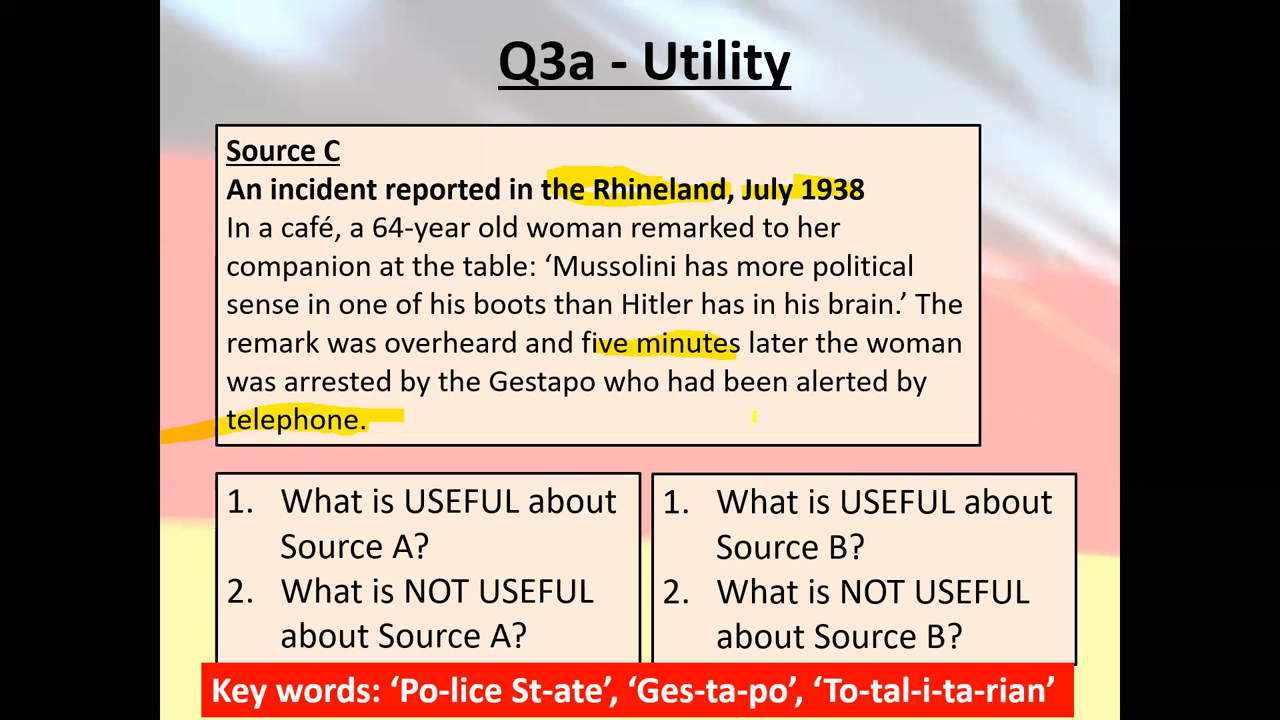 Q3a - Utility
Source C
An incident reported in the Rhineland, July 1938
In a café, a 64-year old woman remarked to her
companion at the table: ‘Mussolini has more political
sense in one of his boots than Hitler has in his brain.’ The
remark was overheard and five minutes later the woman
was arrested by the Gestapo who had been alerted by
telephone.
1. What is USEFUL about
Source A?
2. What is NOT USEFUL
about Source A?
1. What is USEFUL about
Source B?
2. What is NOT USEFUL
about Source B?
Key words: ‘Po-lice St-ate’, ‘Ges-ta-po’, ‘To-tal-i-ta-rian’